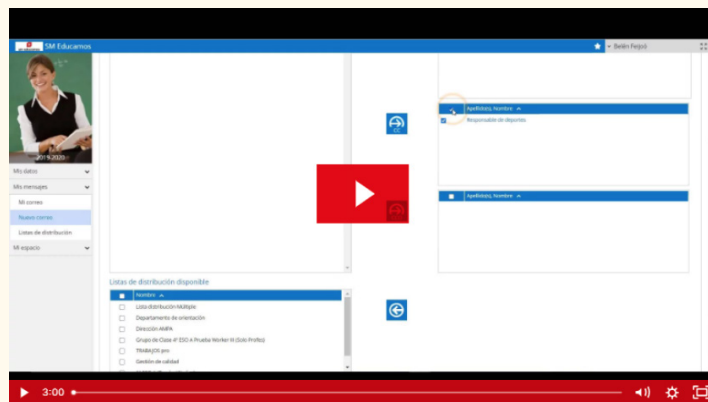 SM Educamos
Belén Feijoó
2019-2020
Mis datos
Mis mensajes
Mi correo
Nuevo correo
Listas de distribución
Mi espacio
CC
Apellido(s), Nombre
Responsable de deportes
Apellido(s), Nombre
Listas de distribución disponible
Nombre
Lista distribución Múltiple
Departamento de orientación
Dirección AMPA
Grupo de Clase 4º ESO A Prueba Worker III (Solo Profes)
TRABAJOS pro
Gestión de calidad
3:00